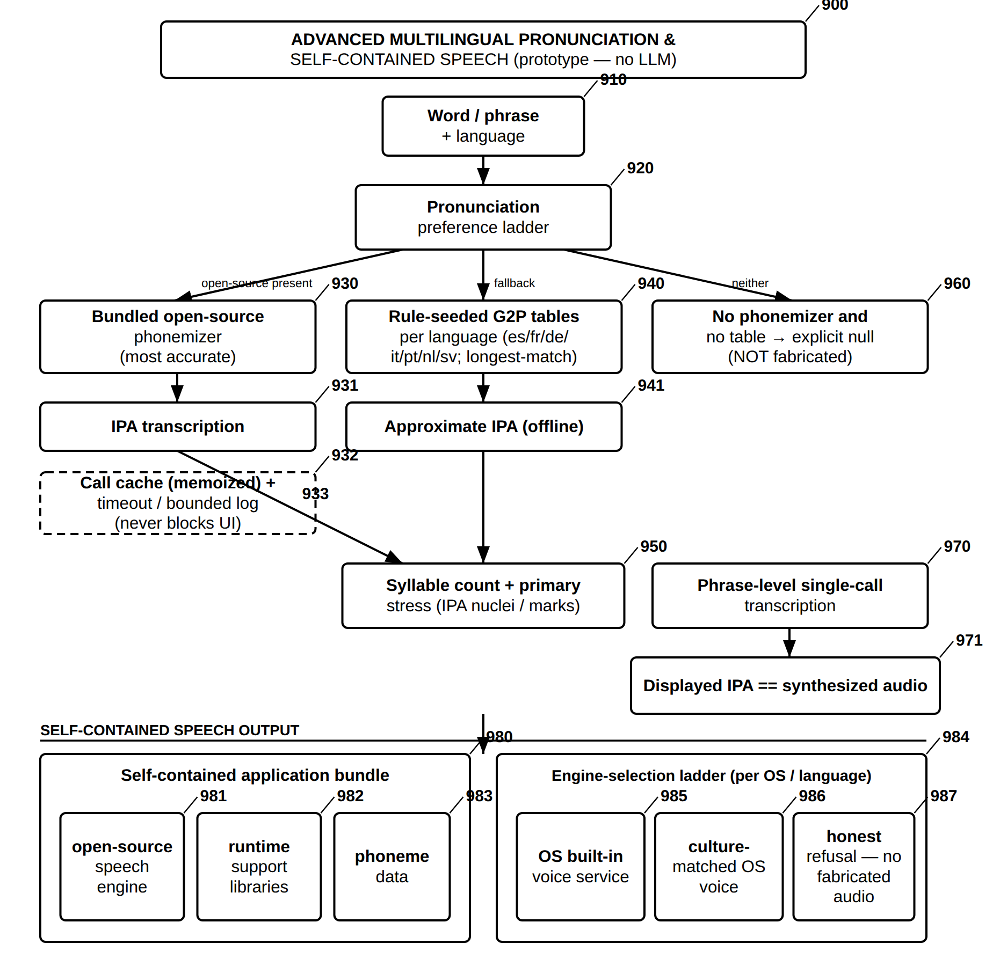 900
ADVANCED MULTILINGUAL PRONUNCIATION &
SELF-CONTAINED SPEECH (prototype — no LLM)
910
Word / phrase
+ language
920
Pronunciation
preference ladder
open-source present
930
fallback
940
neither
960
Bundled open-source
phonemizer
(most accurate)
Rule-seeded G2P tables
per language (es/fr/de/
it/pt/nl/sv; longest-match)
No phonemizer and
no table → explicit null
(NOT fabricated)
931
941
IPA transcription
Approximate IPA (offline)
932
Call cache (memoized) +
timeout / bounded log
(never blocks UI)
933
950
970
Syllable count + primary
stress (IPA nuclei / marks)
Phrase-level single-call
transcription
971
Displayed IPA == synthesized audio
SELF-CONTAINED SPEECH OUTPUT
980
984
Self-contained application bundle
Engine-selection ladder (per OS / language)
981
982
983
985
986
987
open-source
speech
engine
runtime
support
libraries
phoneme
data
OS built-in
voice service
culture-
matched OS
voice
honest
refusal — no
fabricated
audio